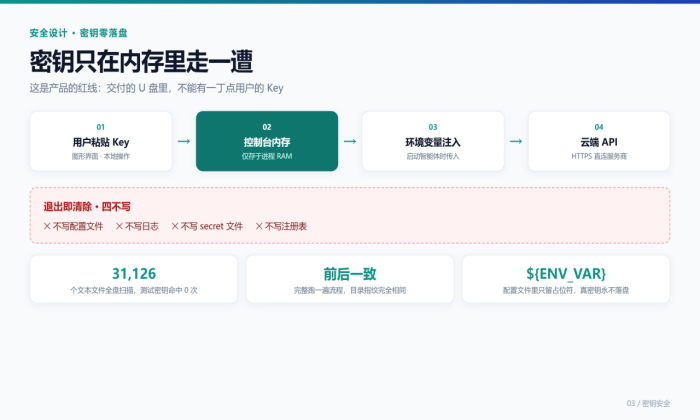 安全设计 · 密钥零落盘
密钥只在内存里走一遭
这是产品的红线：交付的 U 盘里，不能有一丁点用户的 Key
01
用户粘贴 Key
图形界面 · 本地操作
→
02
控制台内存
仅存于进程 RAM
→
03
环境变量注入
启动智能体时传入
→
04
云端 API
HTTPS 直连服务商
退出即清除 · 四不写
✕ 不写配置文件 ✕ 不写日志 ✕ 不写 secret 文件 ✕ 不写注册表
31,126
个文本文件全盘扫描，测试密钥命中 0 次
前后一致
完整跑一遍流程，目录指纹完全相同
${ENV_VAR}
配置文件里只留占位符，真密钥永不落盘
03 / 密钥安全